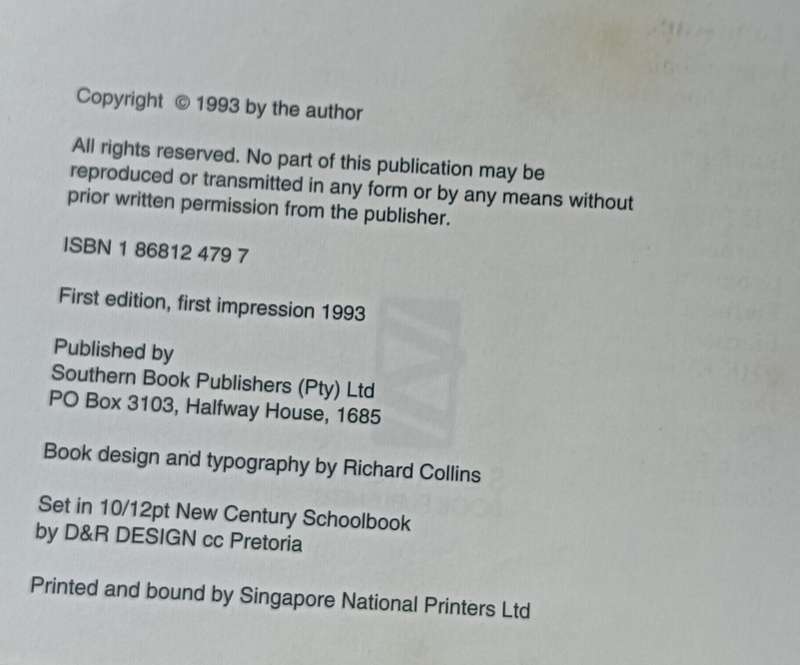 Copyright © 1993 by the author
All rights reserved. No part of this publication may be
reproduced or transmitted in any form or by any means without
prior written permission from the publisher.
ISBN 1 86812 479 7
First edition, first impression 1993
Published by
Southern Book Publishers (Pty) Ltd
PO Box 3103, Halfway House, 1685
Book design and typography by Richard Collins
Set in 10/12pt New Century Schoolbook
by D&R DESIGN cc Pretoria
Printed and bound by Singapore National Printers Ltd